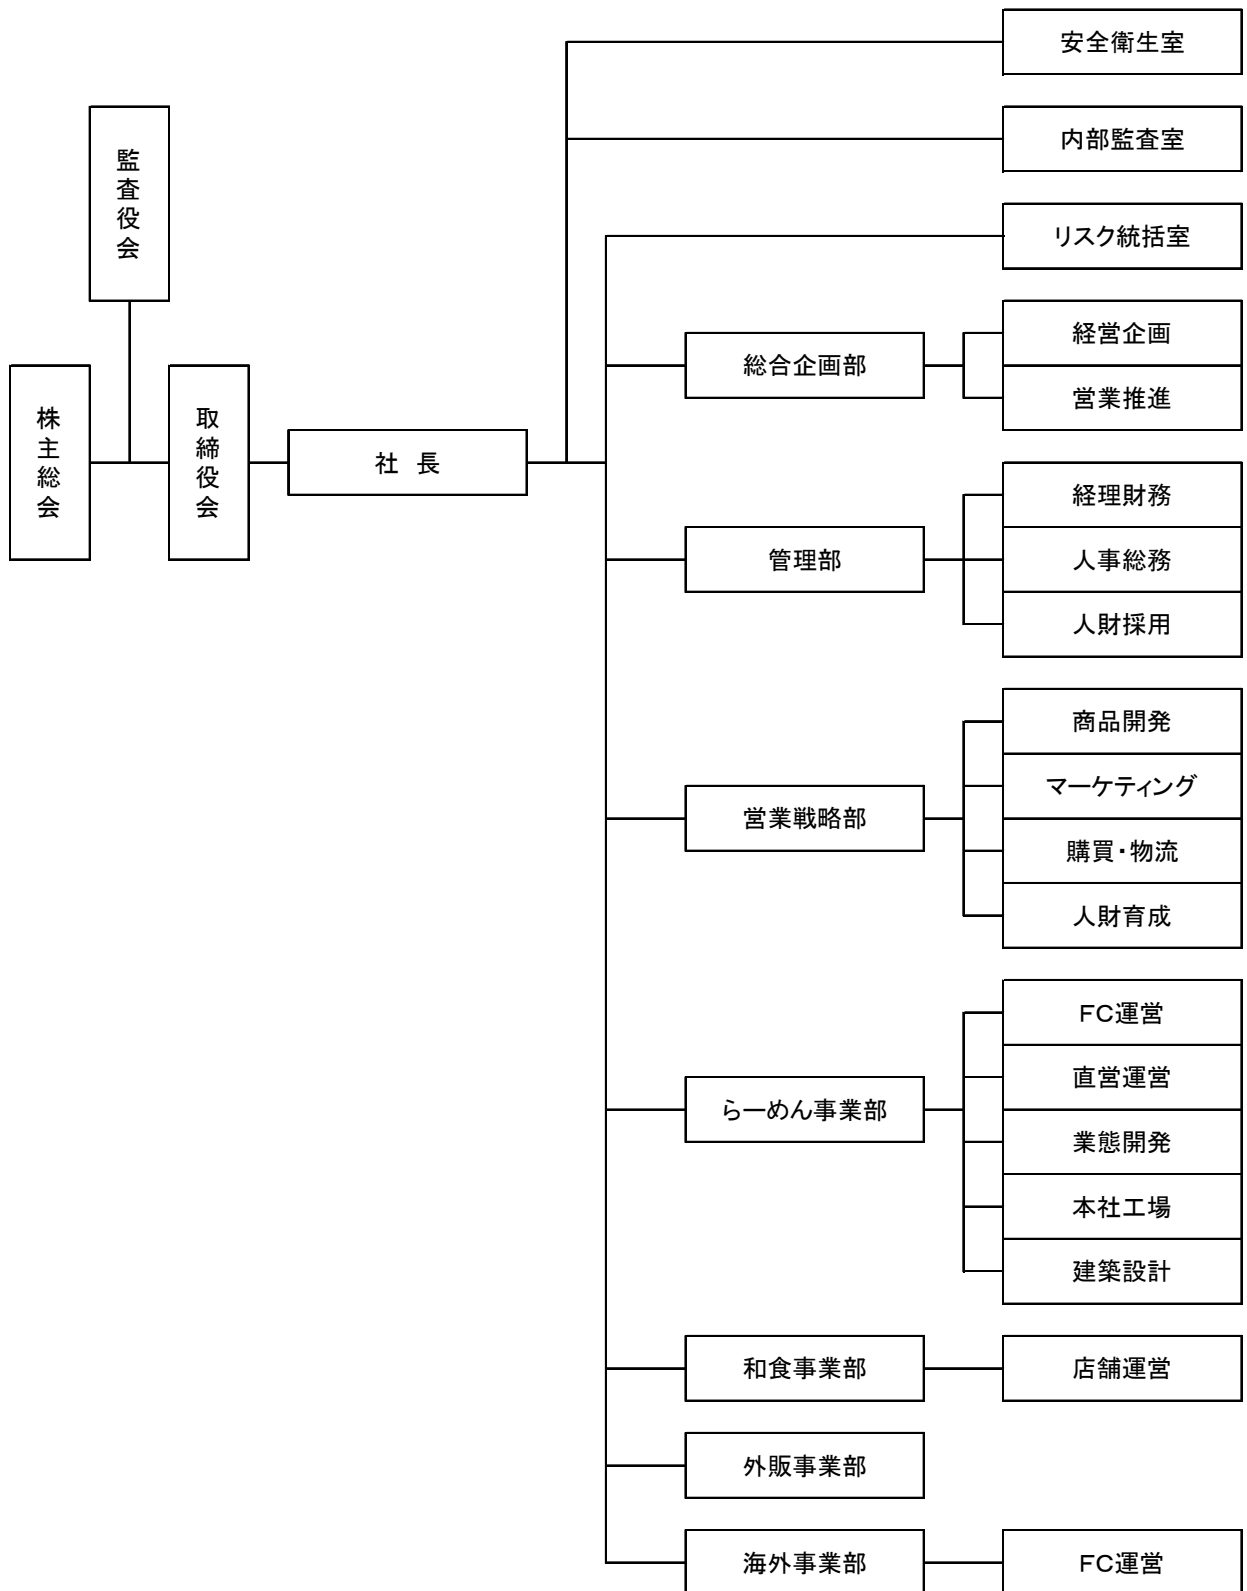 安全衛生室
監査役会
内部監査室
リスク統括室
総合企画部
経営企画
営業推進
株主総会
取締役会
社 長
経理財務
管理部
人事総務
人財採用
商品開発
マーケティング
営業戦略部
購買・物流
人財育成
FC運営
直営運営
らーめん事業部
業態開発
本社工場
建築設計
和食事業部
店舗運営
外販事業部
海外事業部
FC運営